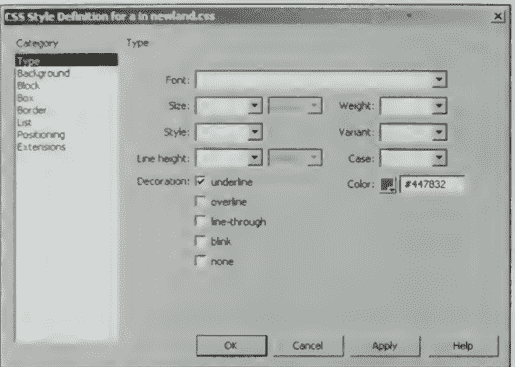 CSS Style Definition for a in newland.css
Category
Type
Type
Background
Block
Box
Border
List
Positioning
Extensions
Font:
Size:
Weight:
Style:
Variant:
Line height:
Case:
Decoration: underline
Color: #447832
overline
line-through
blink
none
OK Cancel Apply Help